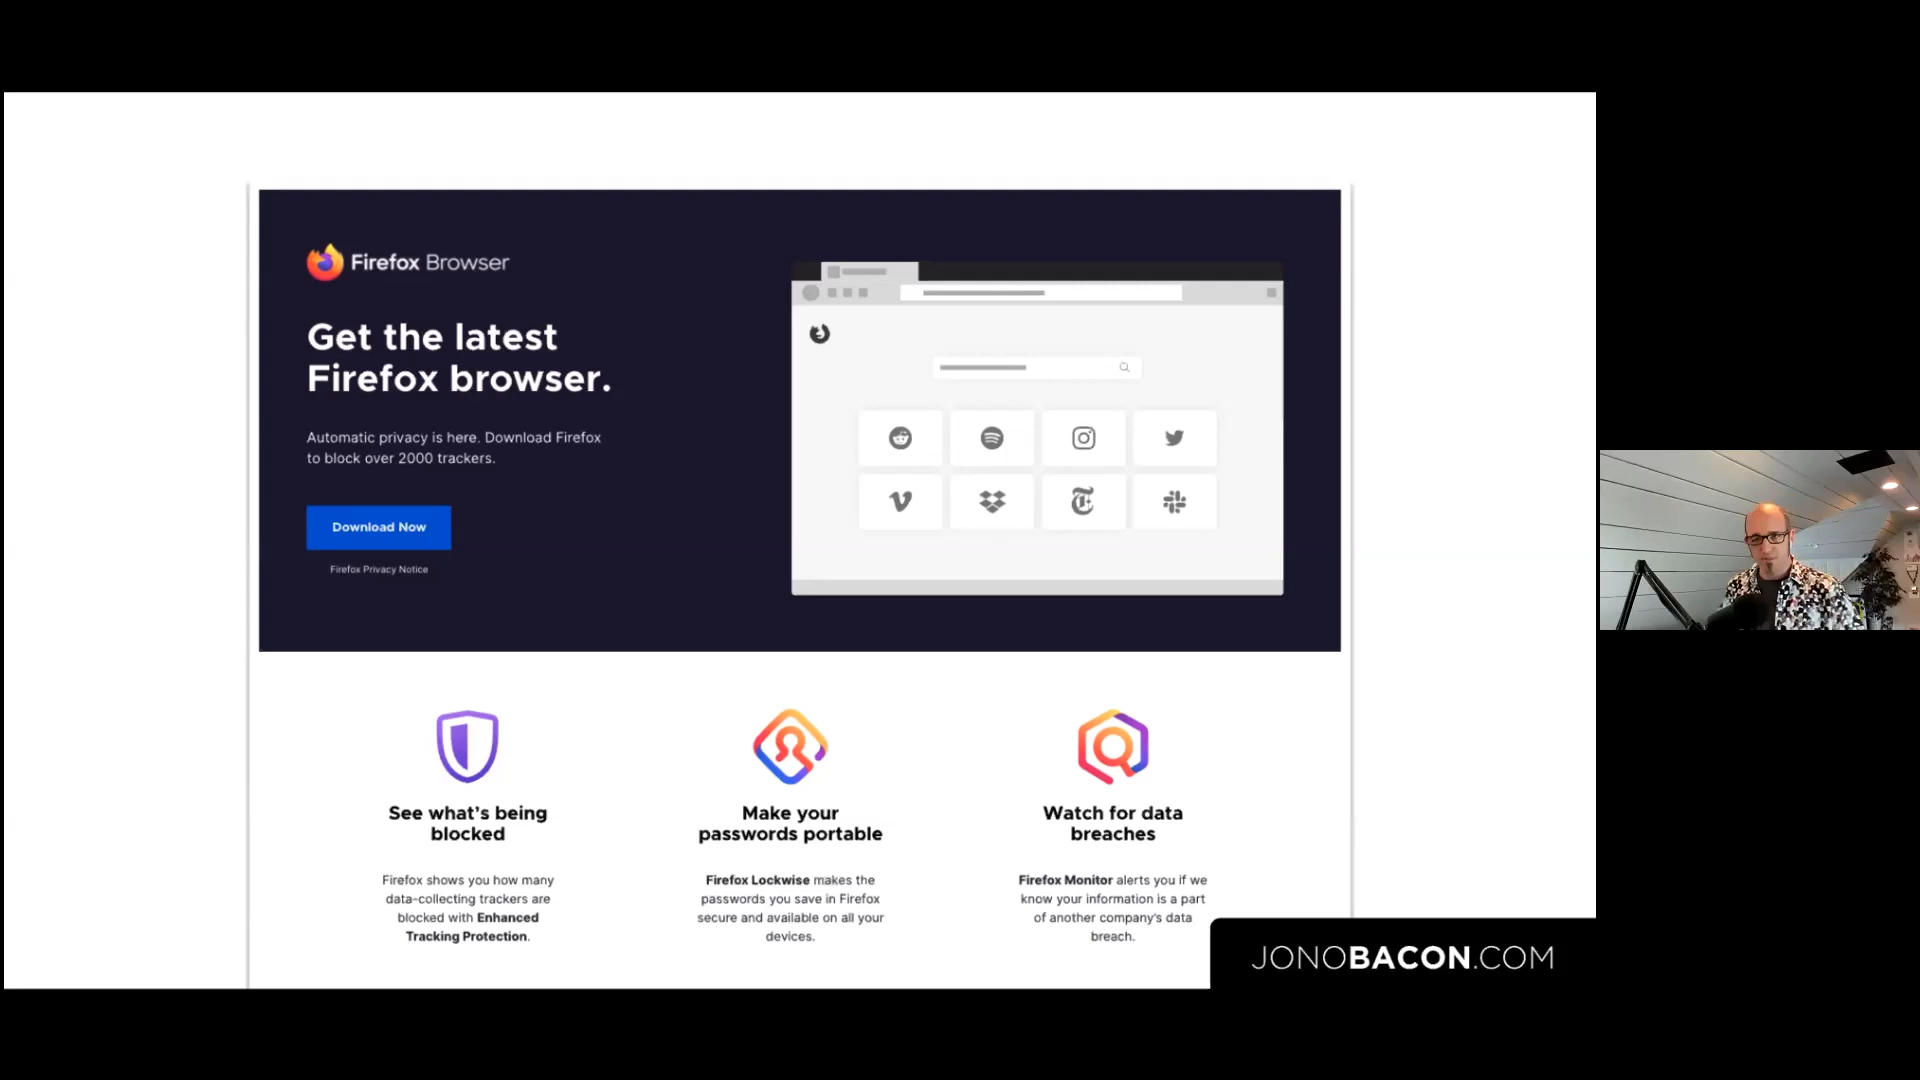 Firefox Browser
Get the latest
Firefox browser.
Automatic privacy is here. Download Firefox
to block over 2000 trackers.
Download Now
Firefox Privacy Notice
See what's being
blocked
Firefox shows you how many
data-collecting trackers are
blocked with Enhanced
Tracking Protection.
Make your
passwords portable
Firefox Lockwise makes the
passwords you save in Firefox
secure and available on all your
devices.
Watch for data
breaches
Firefox Monitor alerts you if we
know your information is a part
of another company's data
breach.
JONOBACON.COM